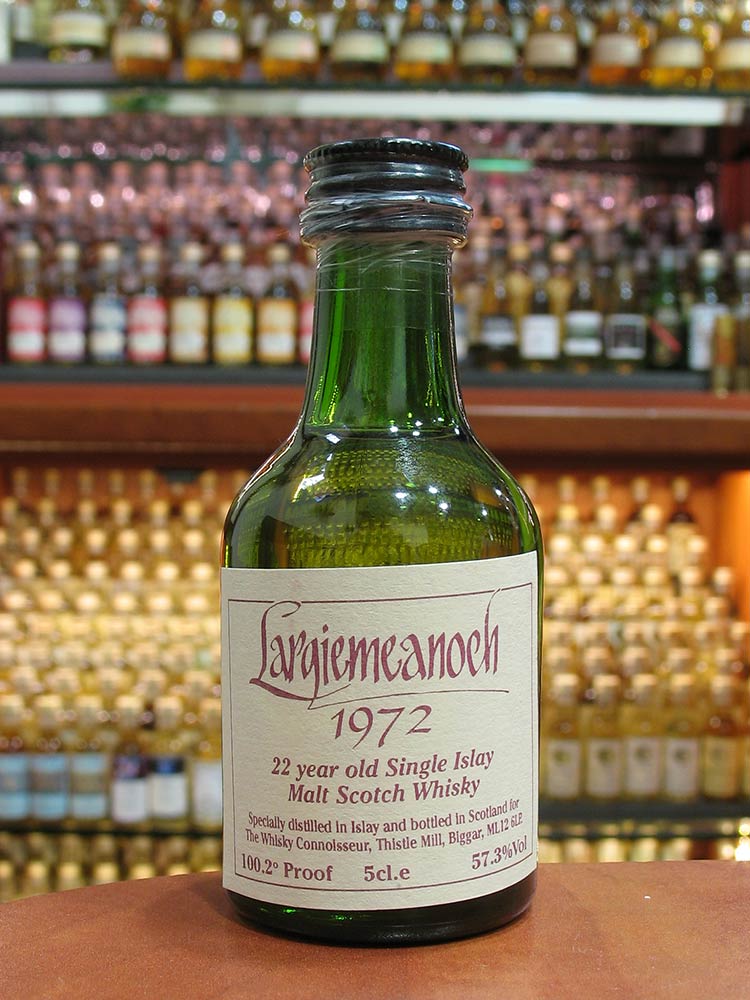 Largiemeanoch
1972
22 year old Single Islay
Malt Scotch Whisky
Specially distilled in Islay and bottled in Scotland for
The Whisky Connoisseur, Thistle Mill, Biggar, ML12 6LP.
100.2° Proof 5cl.e 57.3%Vol